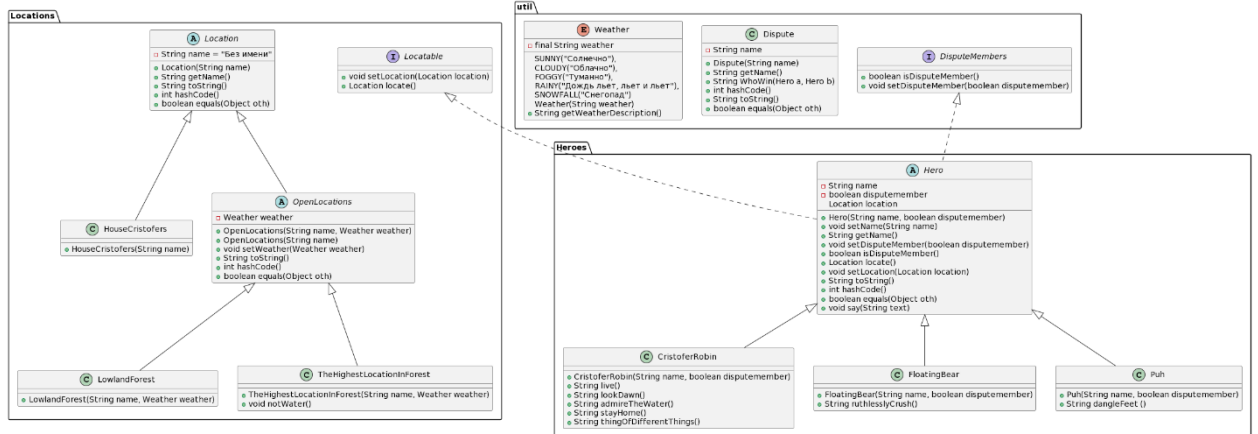 Locations
A Location
String name = "Без имени"
Location(String name)
String getName()
String toString()
int hashCode()
boolean equals(Object oth)
I Locatable
void setLocation(Location location)
Location locate()
C HouseCristofers
HouseCristofers(String name)
A OpenLocations
Weather weather
OpenLocations(String name, Weather weather)
OpenLocations(String name)
void setWeather(Weather weather)
String toString()
int hashCode()
boolean equals(Object oth)
C LowlandForest
LowlandForest(String name, Weather weather)
C TheHighestLocationInForest
TheHighestLocationInForest(String name, Weather weather)
void notWater()
util
E Weather
final String weather
SUNNY("Солнечно"),
CLOUDY("Облачно"),
FOGGY("Туманно"),
RAINY("Дождь льет, льет и льет"),
SNOWFALL("Снегопад")
Weather(String weather)
String getWeatherDescription()
C Dispute
String name
Dispute(String name)
String getName()
String WhoWin(Hero a, Hero b)
int hashCode()
String toString()
boolean equals(Object oth)
I DisputeMembers
boolean isDisputeMember()
void setDisputeMember(boolean disputemember)
Heroes
A Hero
String name
boolean disputemember
Location location
Hero(String name, boolean disputemember)
void setName(String name)
String getName()
void setDisputeMember(boolean disputemember)
boolean isDisputeMember()
Location locate()
void setLocation(Location location)
String toString()
int hashCode()
boolean equals(Object oth)
void say(String text)
C CristoferRobin
CristoferRobin(String name, boolean disputemember)
String live()
String lookDawn()
String admireTheWater()
String stayHome()
String thingOfDifferentThings()
C FloatingBear
FloatingBear(String name, boolean disputemember)
String ruthlesslyCrush()
C Puh
Puh(String name, boolean disputemember)
String dangleFeet ()